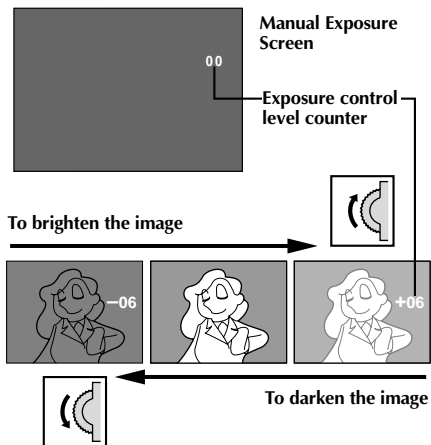 Manual Exposure
Screen
00
Exposure control
level counter
To brighten the image
–06
+06
To darken the image